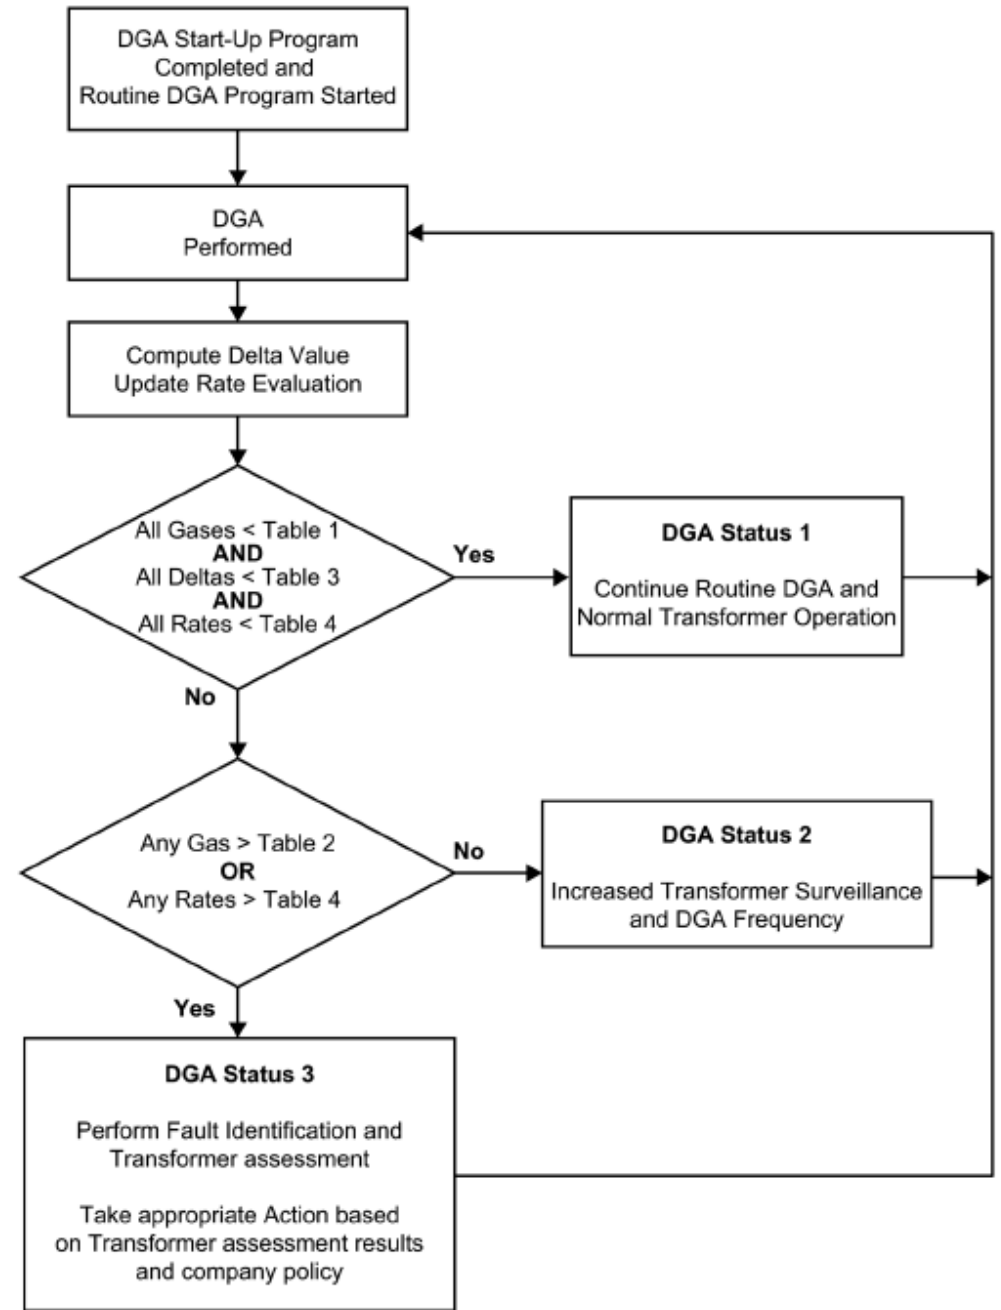 DGA Start-Up Program
Completed and
Routine DGA Program Started
DGA
Performed
Compute Delta Value
Update Rate Evaluation
All Gases < Table 1
AND
All Deltas < Table 3
AND
All Rates < Table 4
Yes
DGA Status 1
Continue Routine DGA and
Normal Transformer Operation
No
Any Gas > Table 2
OR
Any Rates > Table 4
No
DGA Status 2
Increased Transformer Surveillance
and DGA Frequency
Yes
DGA Status 3
Perform Fault Identification and
Transformer assessment
Take appropriate Action based
on Transformer assessment results
and company policy